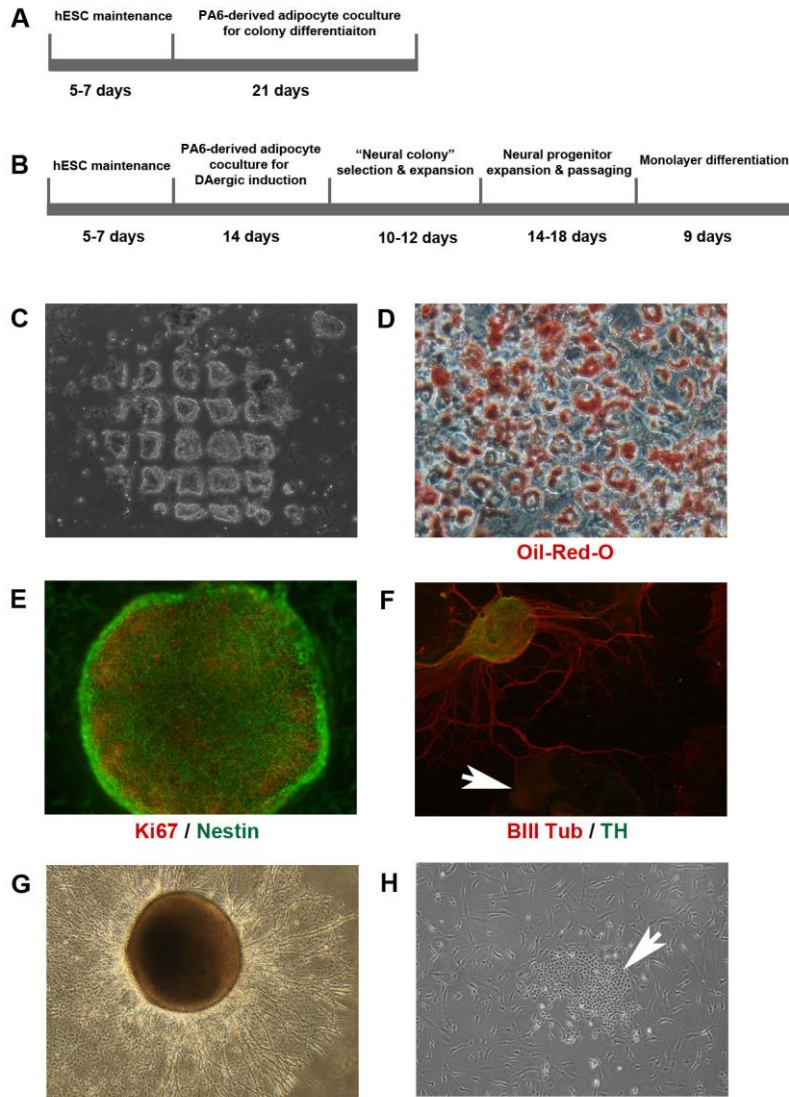 A
hESC maintenance
PA6-derived adipocyte coculture
for colony differentiaiton
5-7 days
21 days
B
hESC maintenance
PA6-derived adipocyte
coculture for
DAergic induction
“Neural colony”
selection & expansion
Neural progenitor
expansion & passaging
Monolayer differentiation
5-7 days
14 days
10-12 days
14-18 days
9 days
C
D
Oil-Red-O
E
F
Ki67 / Nestin
BIII Tub / TH
G
H